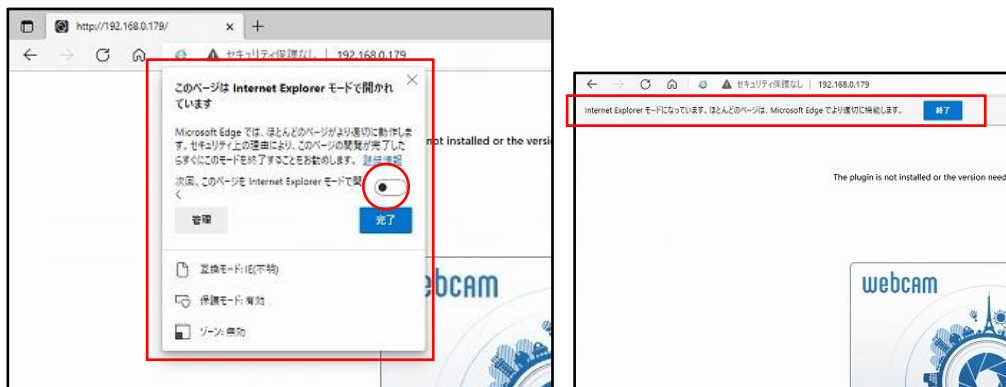 http://192.168.0.179/
セキュリティ保護なし | 192.168.0.179
このページは Internet Explorer モードで開かれ
ています
Microsoft Edge では、ほとんどのページがより適切に動作しま
す。セキュリティ上の理由により、このページの閲覧が完了した
らすぐにこのモードを終了することをお勧めします。 詳細情報
次回、このページを Internet Explorer モードで開
く
管理
完了
互換モード: IE(不明)
保護モード: 有効
ゾーン: 無効
not installed or the versi
webcam
セキュリティ保護なし | 192.168.0.179
Internet Explorer モードになっています。ほとんどのページは、Microsoft Edge でより適切に機能します。
終了
The plugin is not installed or the version need
webcam